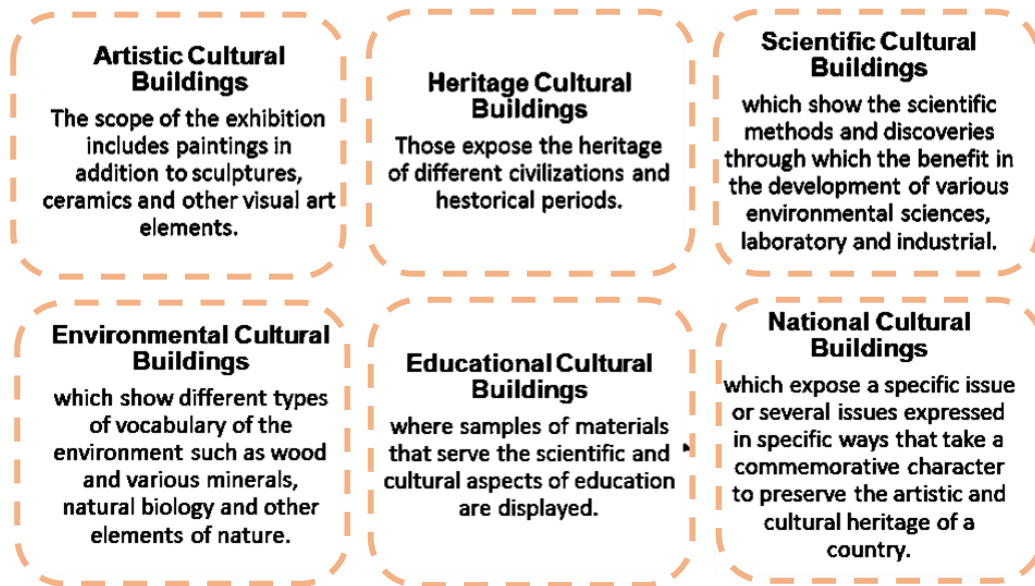 Artistic Cultural
Buildings
The scope of the exhibition
includes paintings in
addition to sculptures,
ceramics and other visual art
elements.
Heritage Cultural
Buildings
Those expose the heritage
of different civilizations and
hestorical periods.
Scientific Cultural
Buildings
which show the scientific
methods and discoveries
through which the benefit in
the development of various
environmental sciences,
laboratory and industrial.
Environmental Cultural
Buildings
which show different types
of vocabulary of the
environment such as wood
and various minerals,
natural biology and other
elements of nature.
Educational Cultural
Buildings
where samples of materials
that serve the scientific and
cultural aspects of education
are displayed.
National Cultural
Buildings
which expose a specific issue
or several issues expressed
in specific ways that take a
commemorative character
to preserve the artistic and
cultural heritage of a
country.